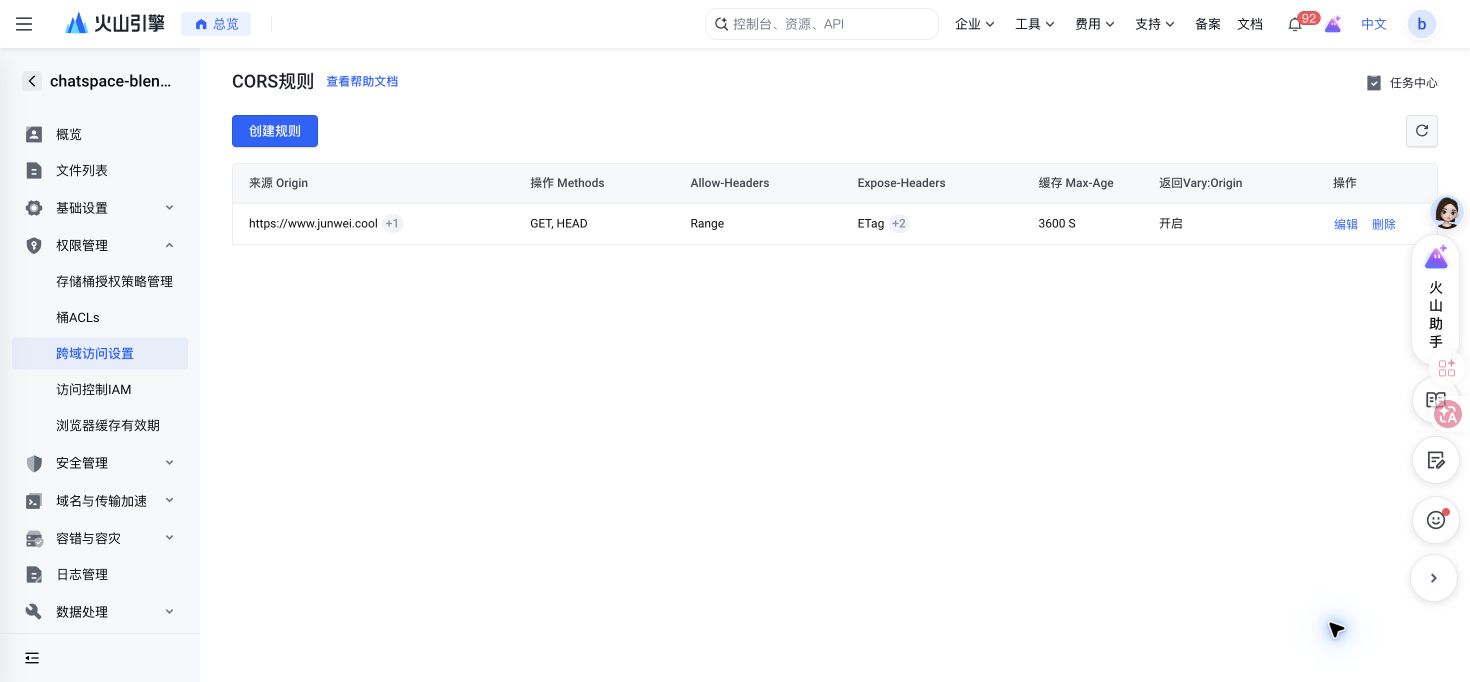 火山引擎 总览 控制台、资源、API 企业 工具 费用 支持 备案 文档 92 中文 b
chatspace-blen...
概览
文件列表
基础设置
权限管理
存储桶授权策略管理
桶ACLs
跨域访问设置
访问控制IAM
浏览器缓存有效期
安全管理
域名与传输加速
容错与容灾
日志管理
数据处理
CORS规则 查看帮助文档 任务中心
创建规则
来源 Origin 操作 Methods Allow-Headers Expose-Headers 缓存 Max-Age 返回Vary:Origin 操作
https://www.junwei.cool +1 GET, HEAD Range ETag +2 3600 S 开启 编辑 删除
火
山
助
手